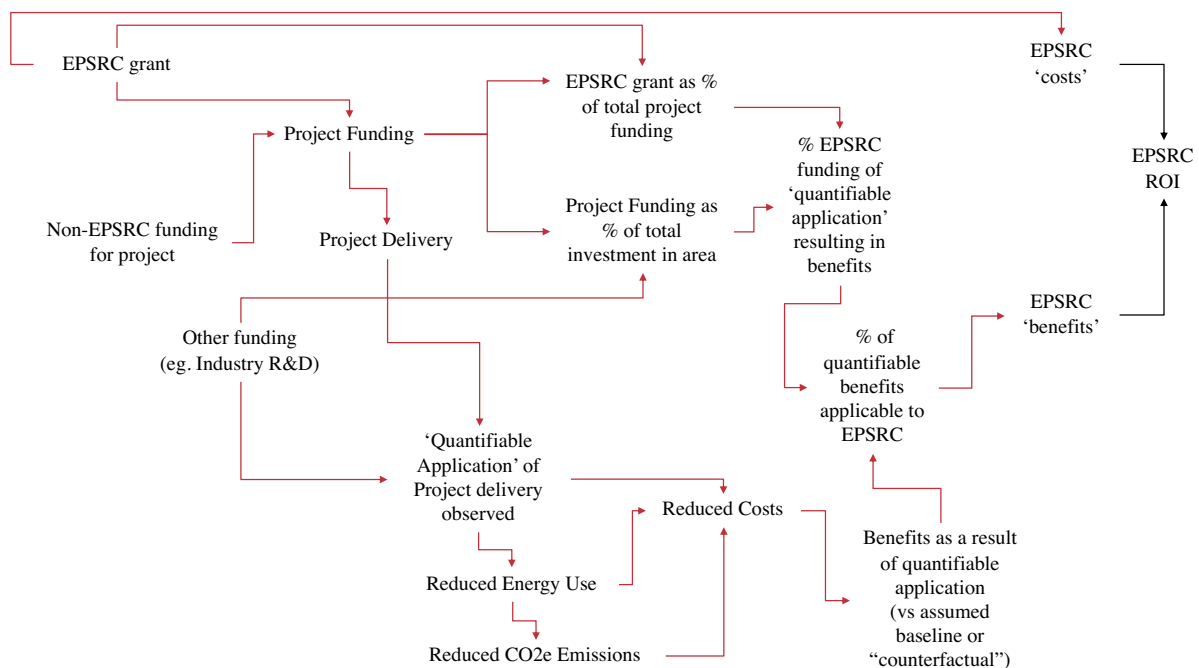 EPSRC grant
EPSRC
‘costs’
EPSRC grant as %
of total project
funding
Project Funding
% EPSRC
funding of
‘quantifiable
application’
resulting in
benefits
EPSRC
ROI
Non-EPSRC funding
for project
Project Delivery
Project Funding as
% of total
investment in area
EPSRC
‘benefits’
Other funding
(eg. Industry R&D)
% of
quantifiable
benefits
applicable to
EPSRC
‘Quantifiable
Application’ of
Project delivery
observed
Reduced Costs
Benefits as a result
of quantifiable
application
(vs assumed
baseline or
“counterfactual”)
Reduced Energy Use
Reduced CO2e Emissions